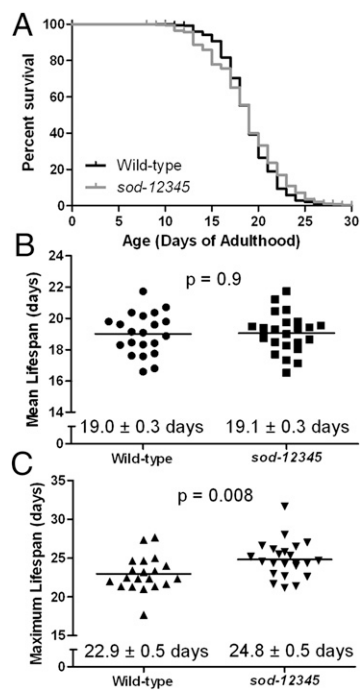 A
Percent survival
100
80
60
40
20
0
Wild-type
sod-12345
0 5 10 15 20 25 30
Age (Days of Adulthood)
B
Mean Lifespan (days)
24
22
20
18
16
14
0
p = 0.9
19.0 ± 0.3 days 19.1 ± 0.3 days
Wild-type sod-12345
C
Maximum Lifespan (days)
35
30
25
20
15
0
p = 0.008
22.9 ± 0.5 days 24.8 ± 0.5 days
Wild-type sod-12345